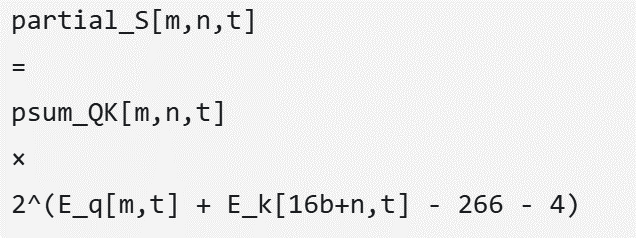 partial_S[m,n,t]
=
psum_QK[m,n,t]
×
2^(E_q[m,t] + E_k[16b+n,t] - 266 - 4)